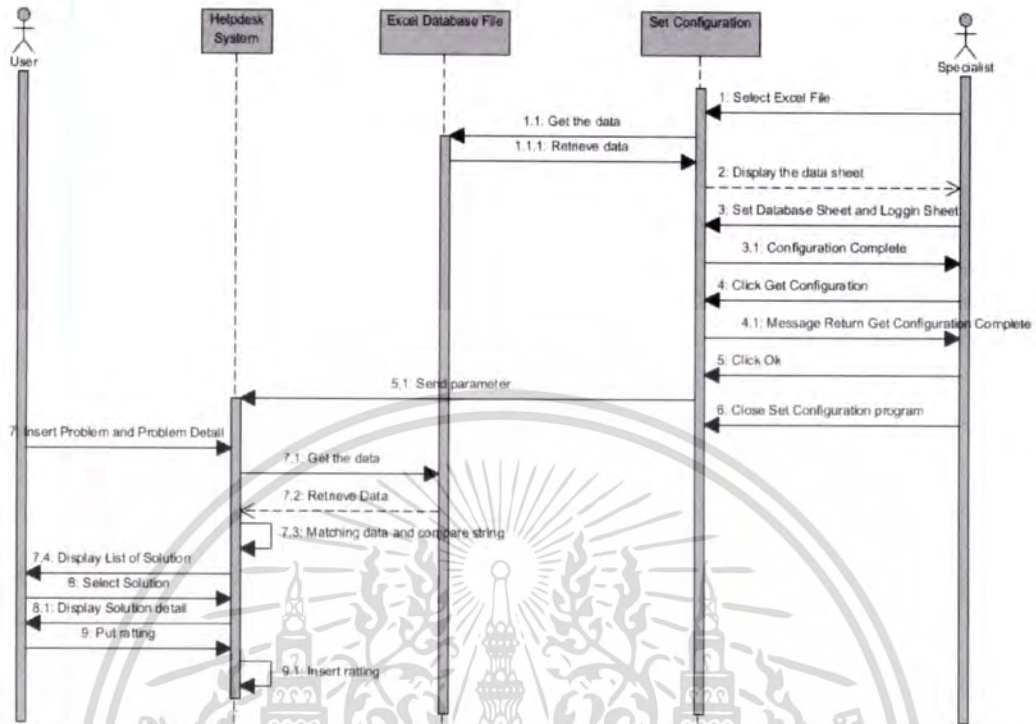 User
Helpdesk
System
Excel Database File
Set Configuration
Specialist
1: Select Excel File
1.1: Get the data
1.1.1: Retrieve data
2: Display the data sheet
3: Set Database Sheet and Loggin Sheet
3.1: Configuration Complete
4: Click Get Configuration
4.1: Message Return Get Configuration Complete
5: Click Ok
5.1: Send parameter
6: Close Set Configuration program
7: Insert Problem and Problem Detail
7.1: Get the data
7.2: Retrieve Data
7.3: Matching data and compare string
7.4: Display List of Solution
8: Select Solution
8.1: Display Solution detail
9: Put ratting
9.1: Insert ratting